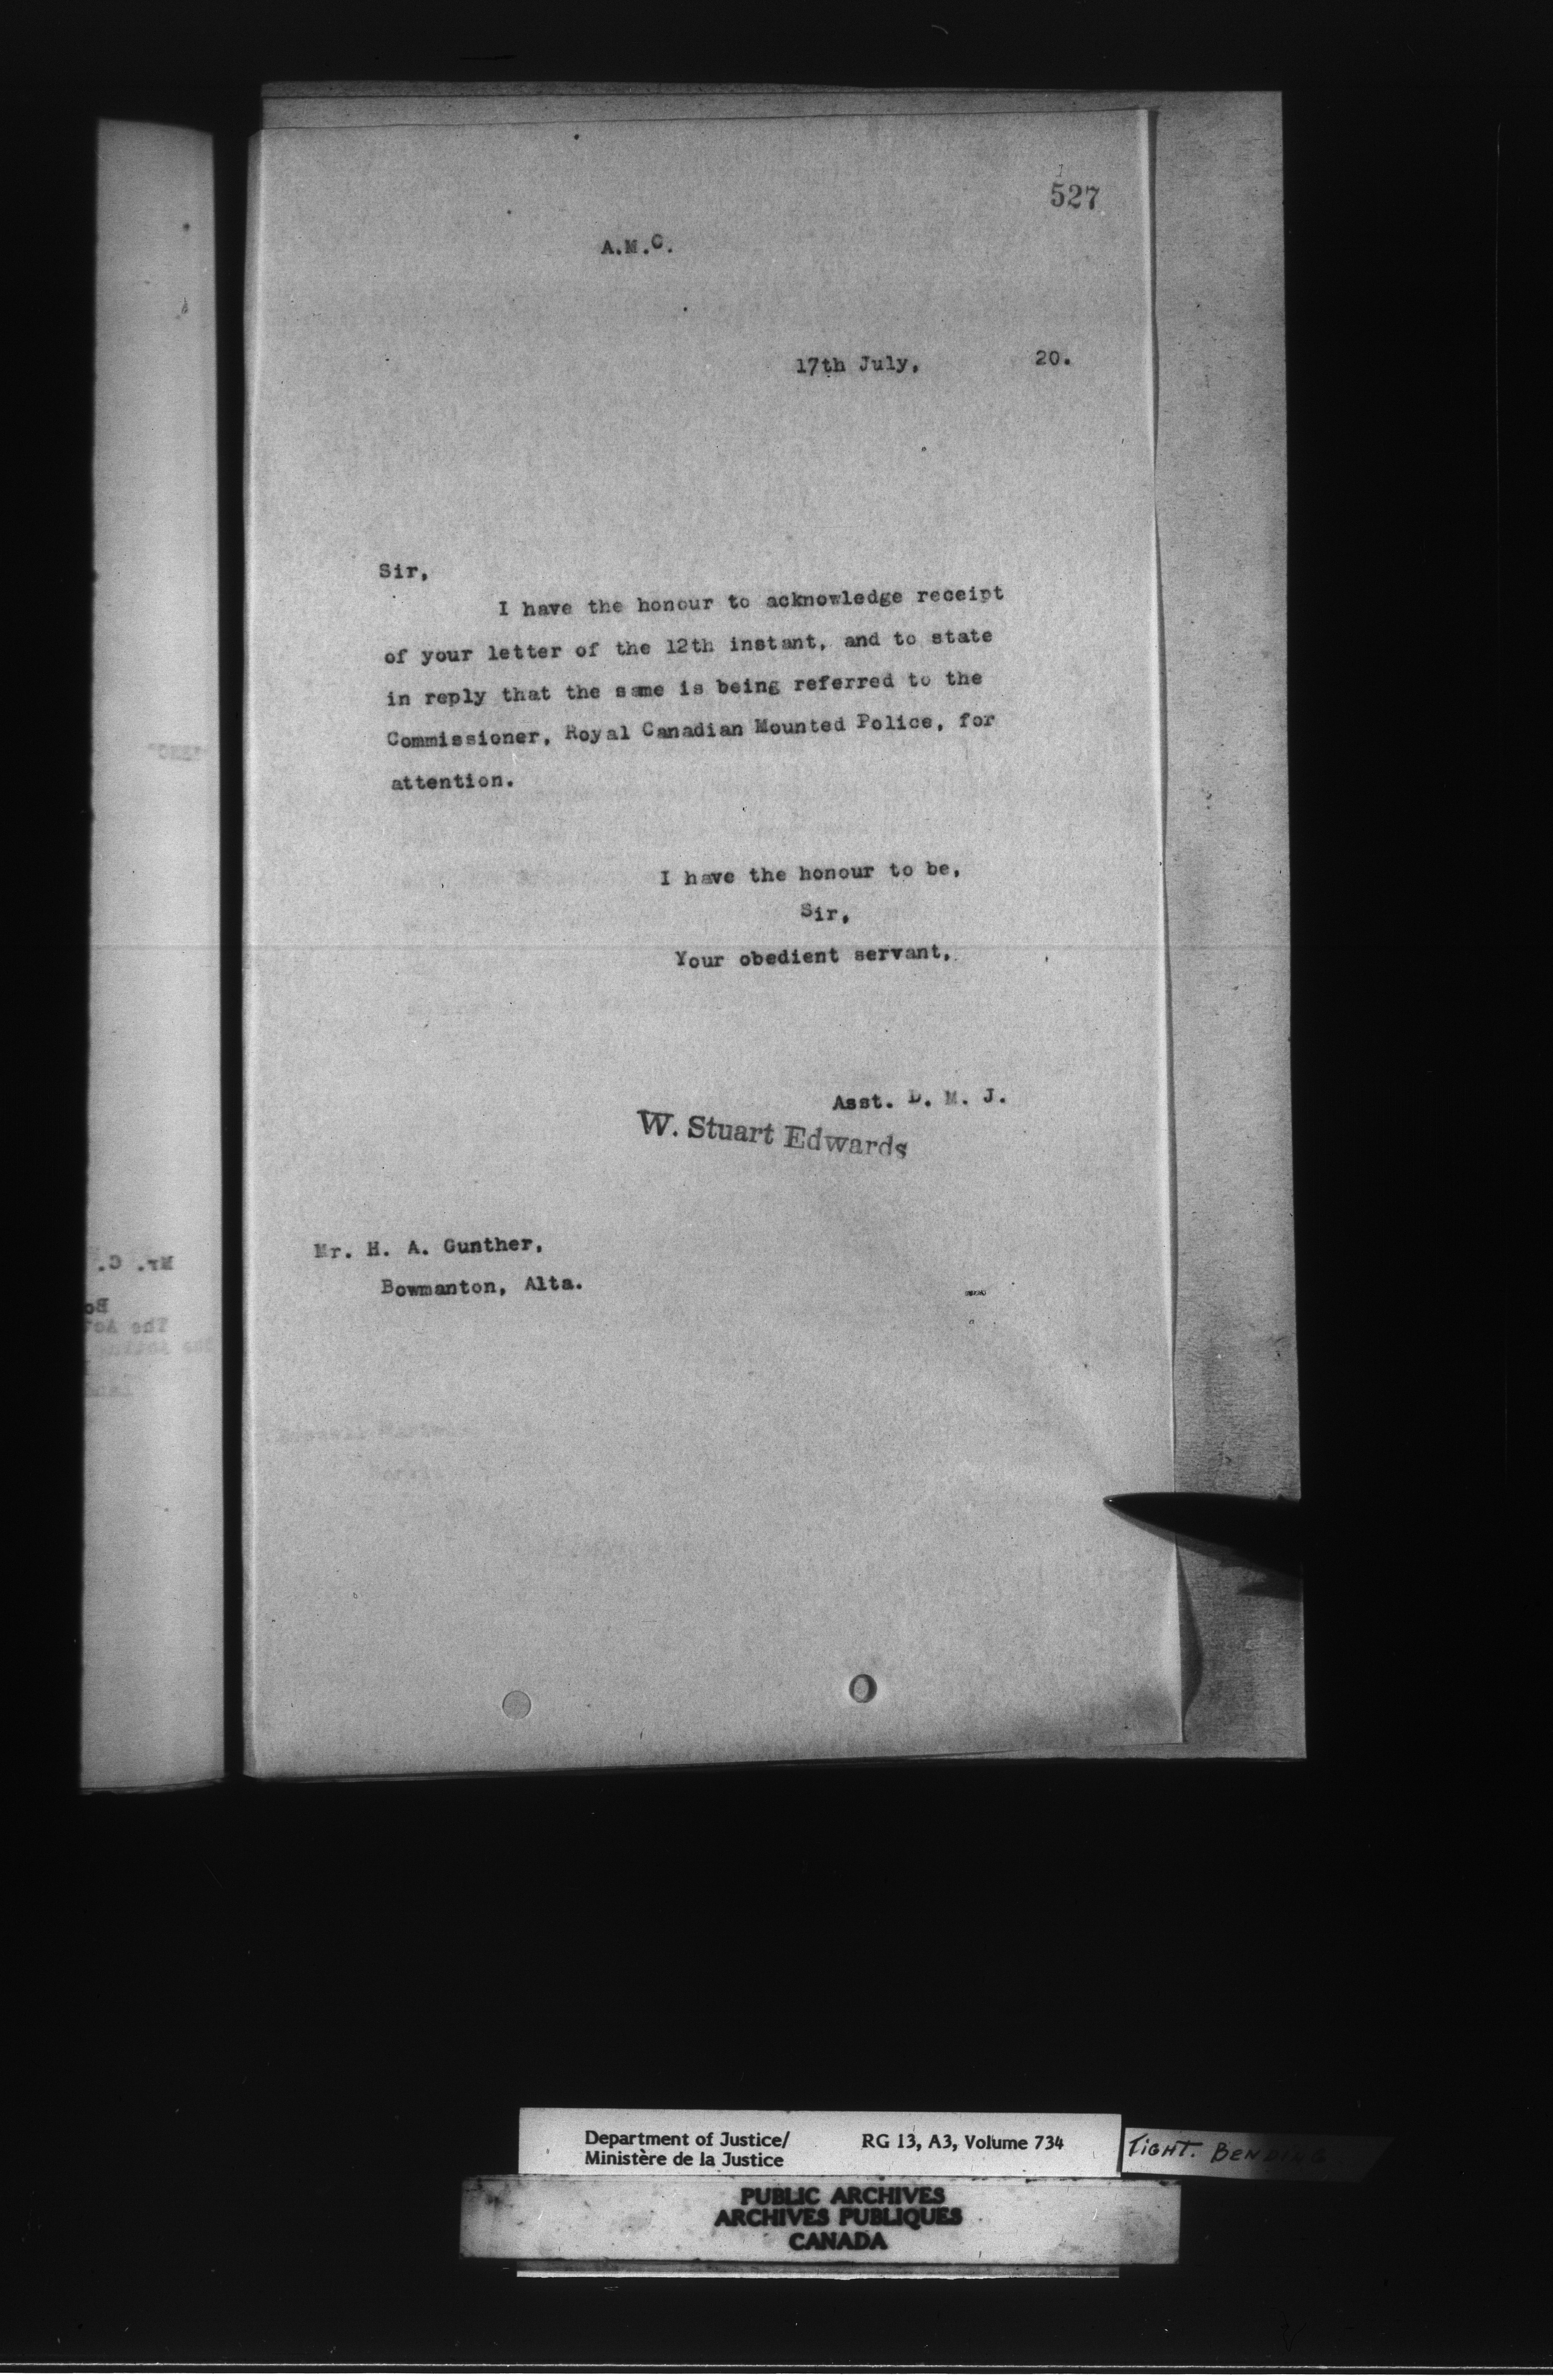 527
A.M.C.
17th July, 20.
Sir,
I have the honour to acknowledge receipt
of your letter of the 12th instant, and to state
in reply that the same is being referred to the
Commissioner, Royal Canadian Mounted Police, for
attention.
I have the honour to be,
Sir,
Your obedient servant,
Asst. D. M. J.
W. Stuart Edwards
Mr. H. A. Gunther,
Bowmanton, Alta.
Mr. C.
Bo
Department of Justice/
Ministère de la Justice
RG 13, A3, Volume 734
TIGHT. BENDING
PUBLIC ARCHIVES
ARCHIVES PUBLIQUES
CANADA